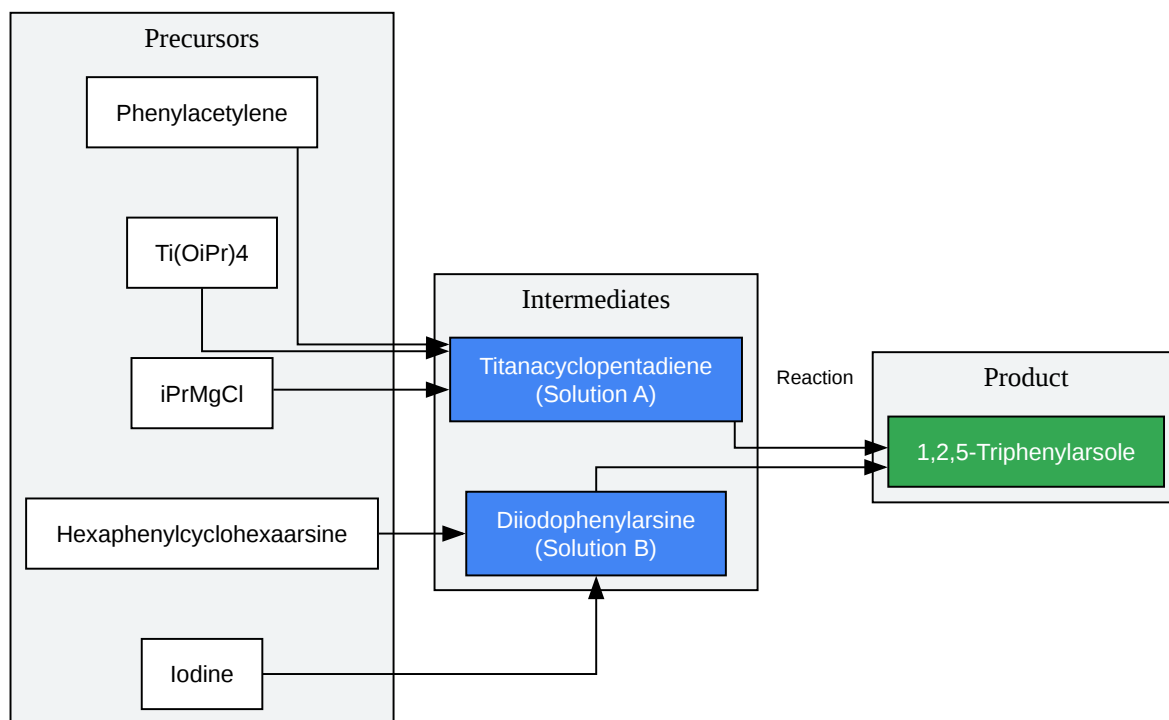 Precursors
Phenylacetylene
Ti(OiPr)4
iPrMgCl
Hexaphenylcyclohexaarsine
Iodine
Intermediates
Titanacyclopentadiene
(Solution A)
Diiodophenylarsine
(Solution B)
Reaction
Product
1,2,5-Triphenylarsole